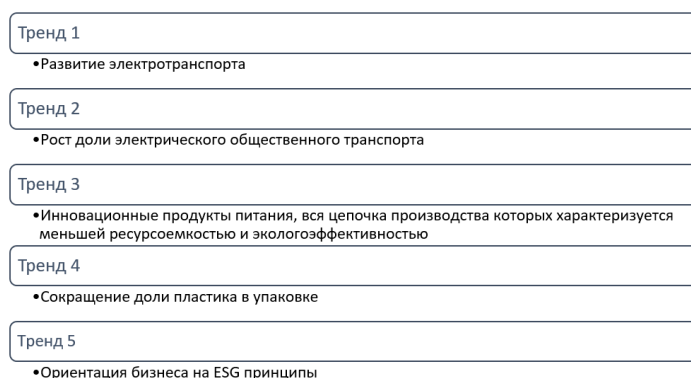 Тренд 1
•Развитие электротранспорта
Тренд 2
•Рост доли электрического общественного транспорта
Тренд 3
•Инновационные продукты питания, вся цепочка производства которых характеризуется
меньшей ресурсоемкостью и экологоэффективностью
Тренд 4
•Сокращение доли пластика в упаковке
Тренд 5
•Ориентация бизнеса на ESG принципы